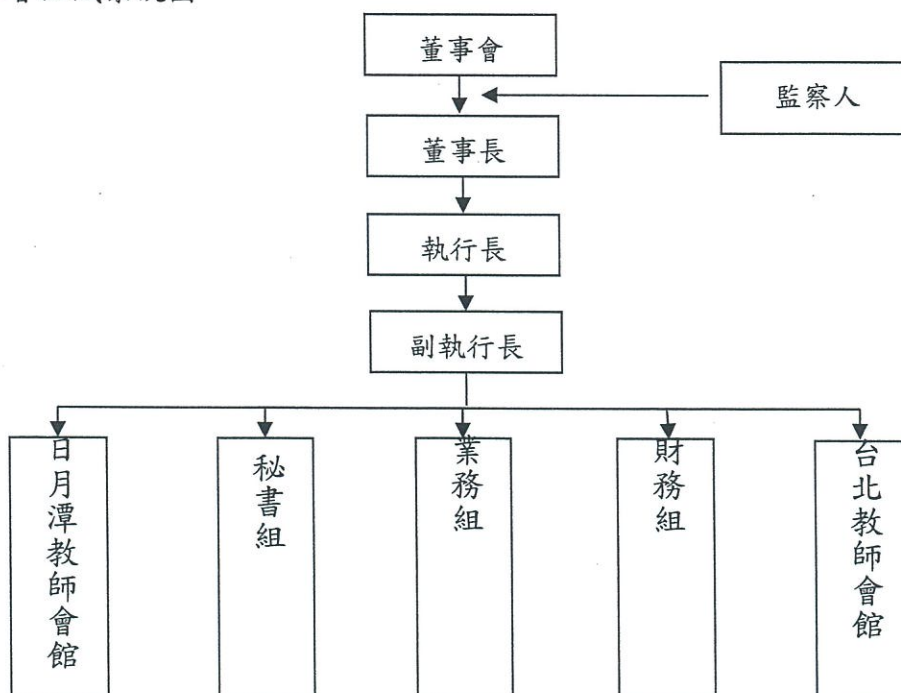 董事會
監察人
董事長
執行長
副執行長
日月潭教師會館
秘書組
業務組
財務組
台北教師會館